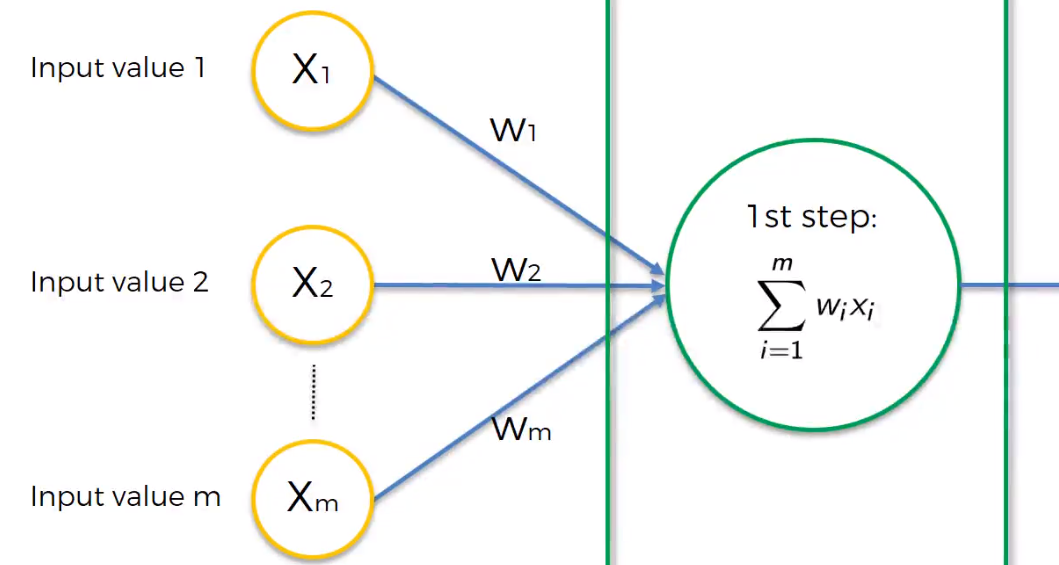 Input value 1
X1
W1
1st step:
m
∑ wixi
i=1
Input value 2
X2
W2
Input value m
Xm
Wm